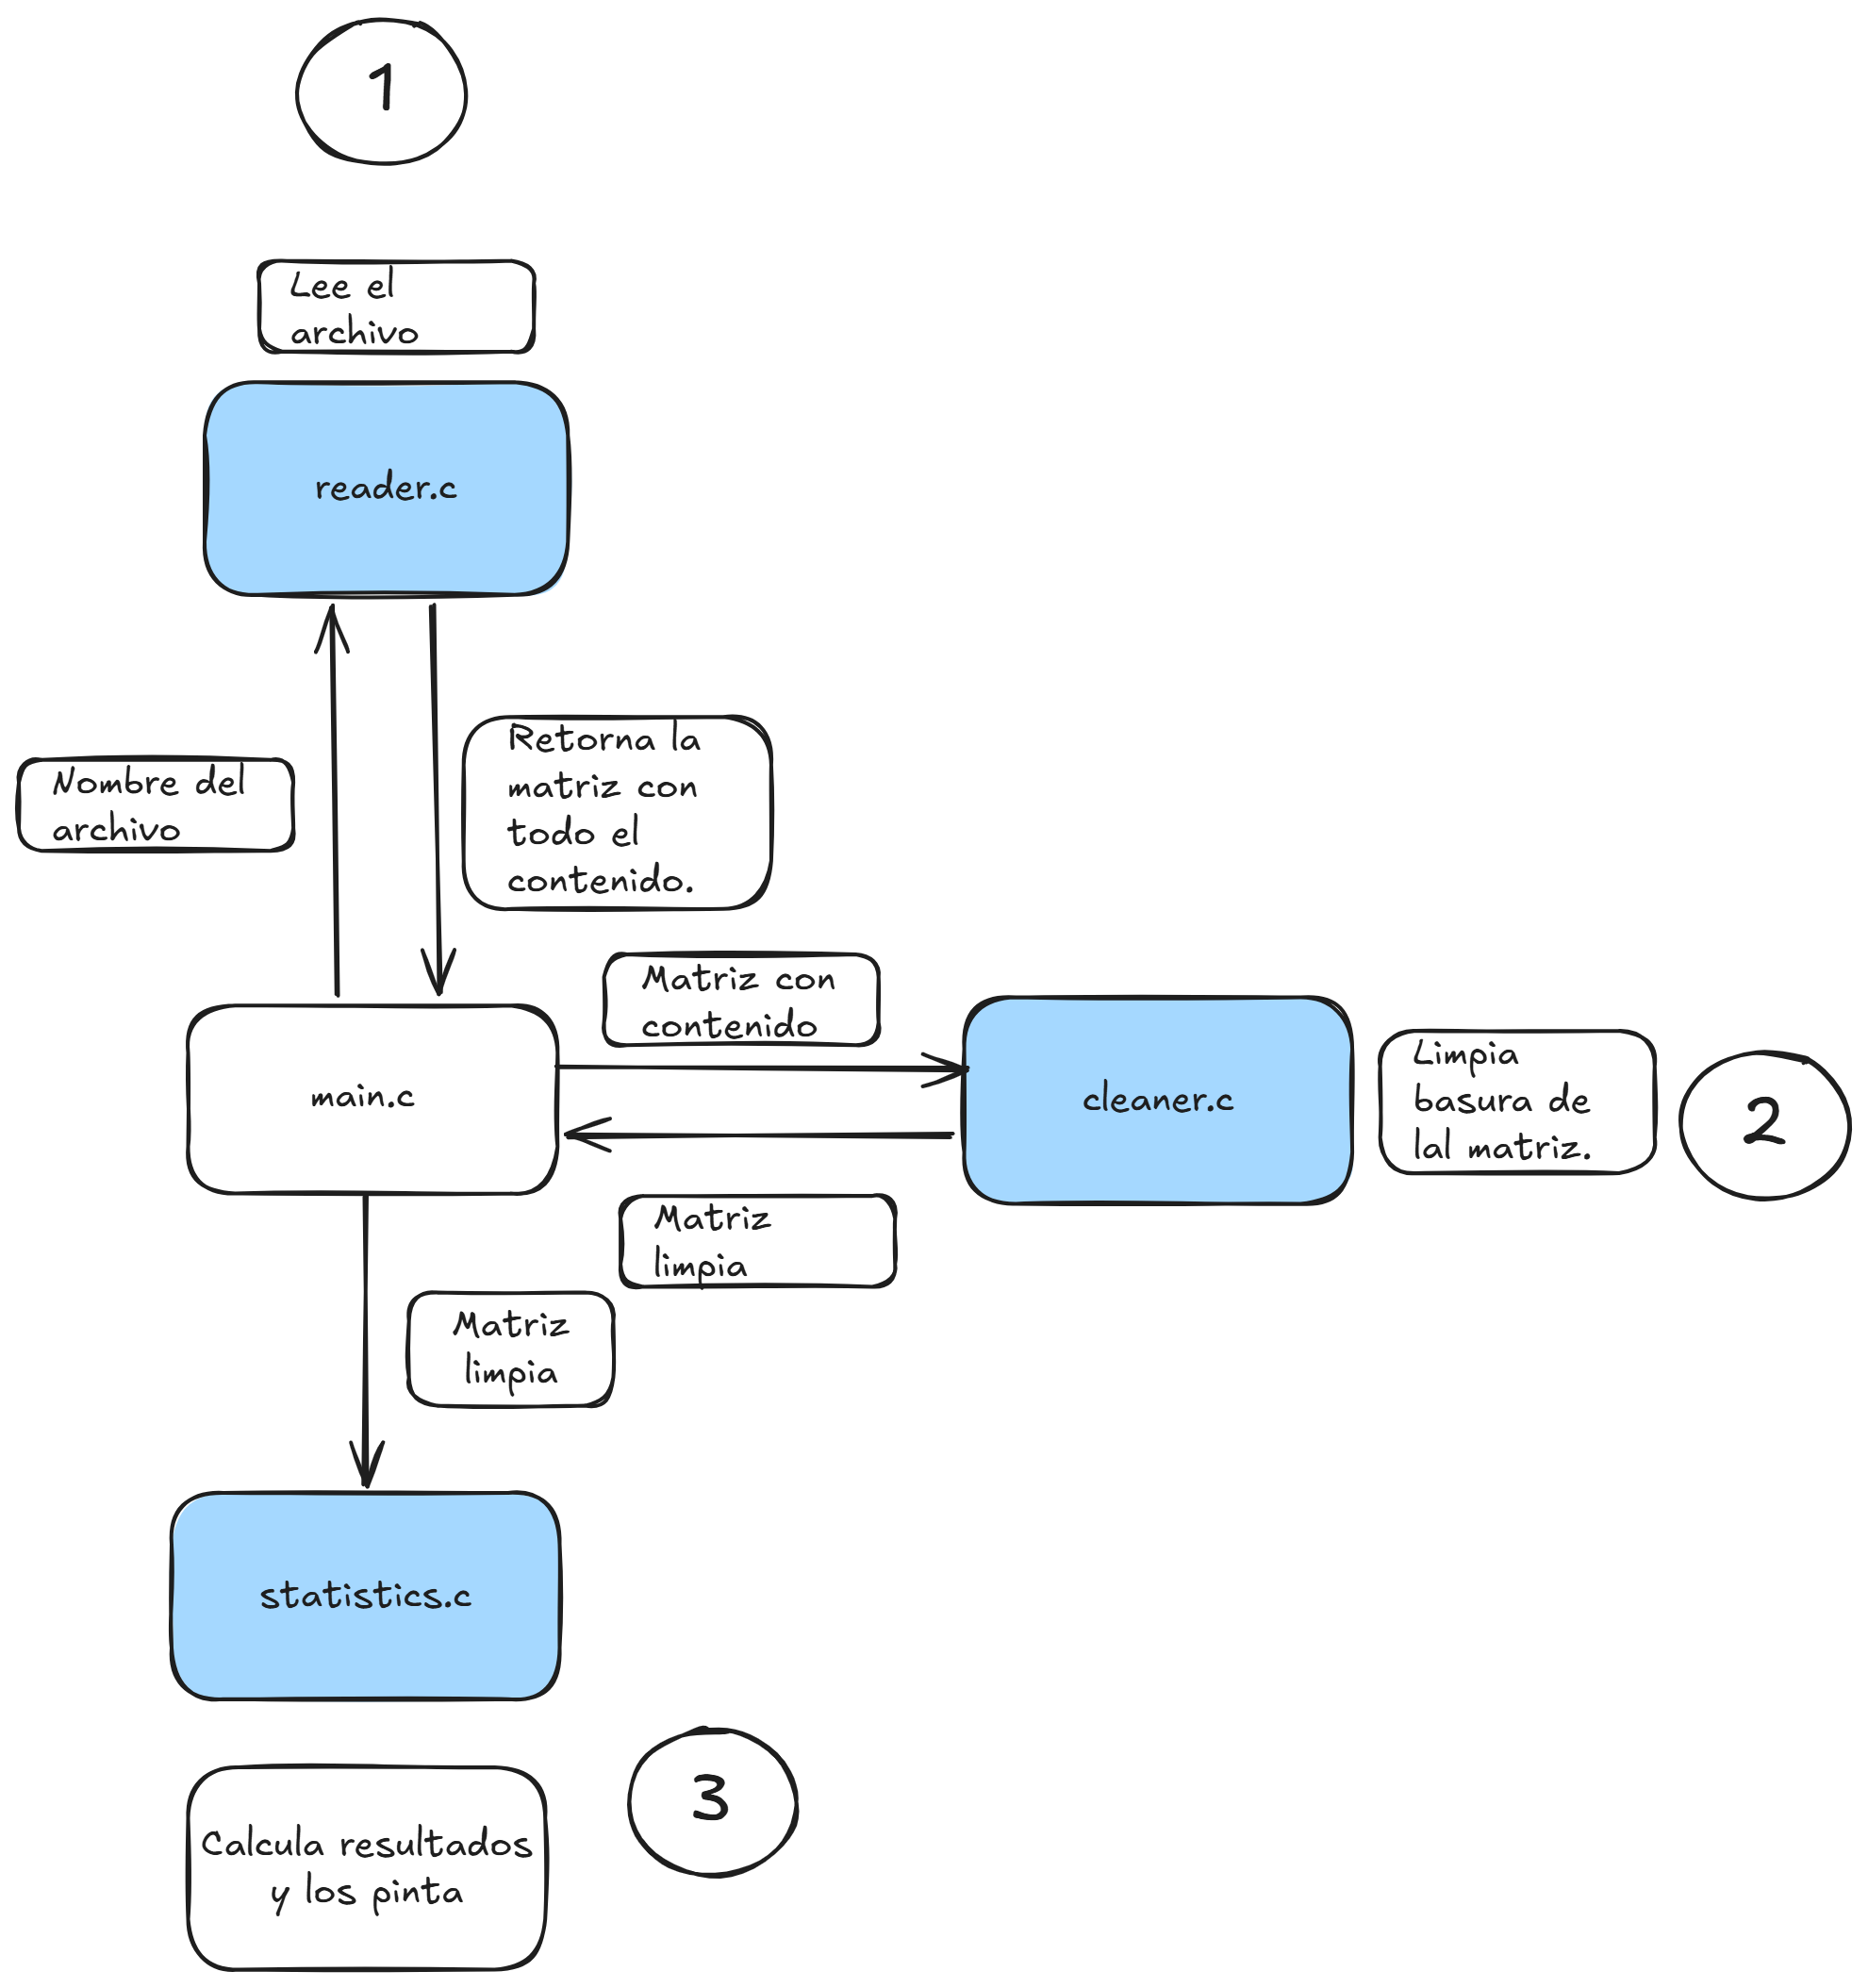 1
Lee el
archivo
reader.c
Nombre del
archivo
Retorna la
matriz con
todo el
contenido.
Matriz con
contenido
main.c
cleaner.c
Limpia
basura de
lal matriz.
2
Matriz
limpia
Matriz
limpia
statistics.c
3
Calcula resultados
y los pinta